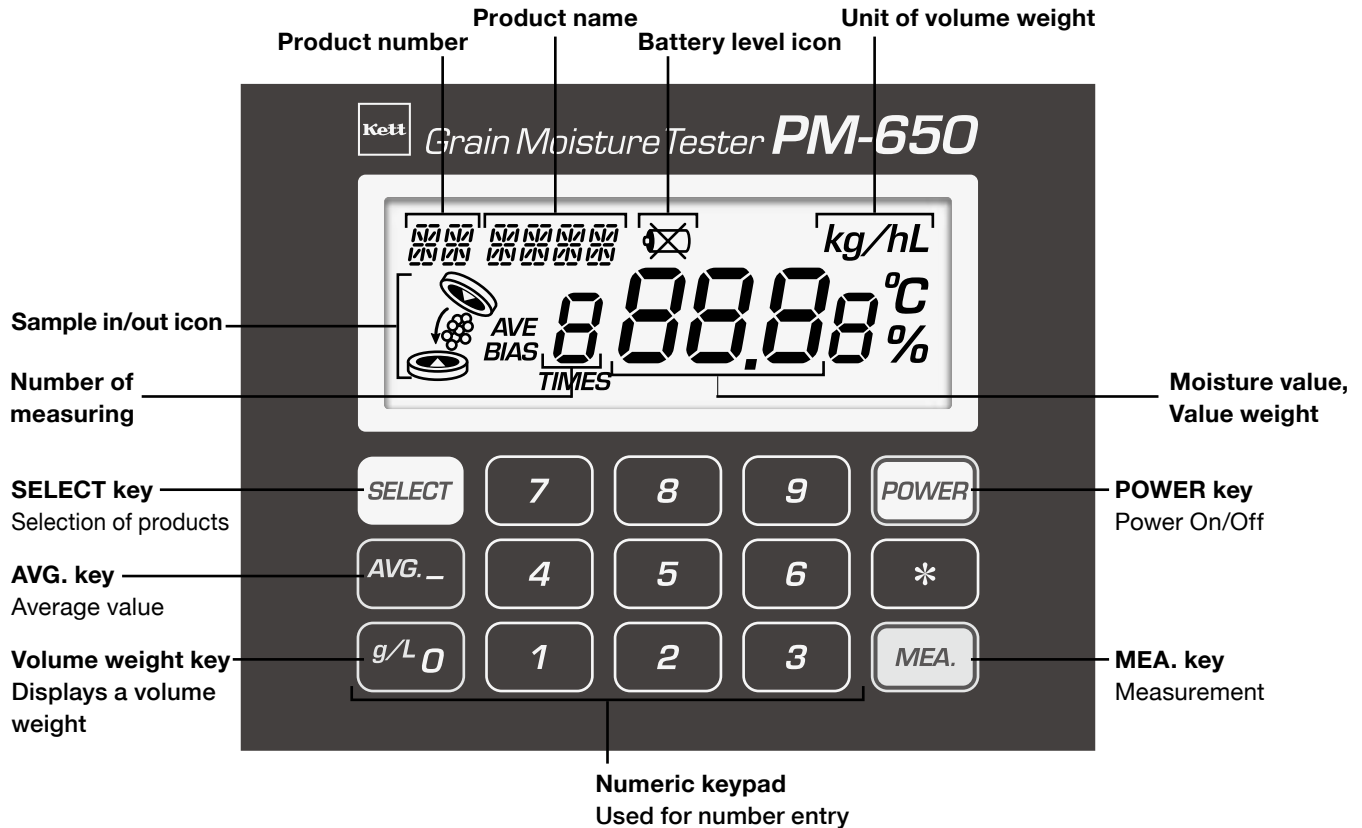 Product name
Unit of volume weight
Product number
Battery level icon
Kett
Grain Moisture Tester PM-650
kg/hL
°C
8 88.88
%
AVE
BIAS
TIMES
Sample in/out icon
Number of
measuring
Moisture value,
Value weight
SELECT key
Selection of products
SELECT 7 8 9 POWER
POWER key
Power On/Off
AVG. key
Average value
AVG. – 4 5 6 *
Volume weight key
Displays a volume
weight
g/L 0 1 2 3 MEA.
MEA. key
Measurement
Numeric keypad
Used for number entry